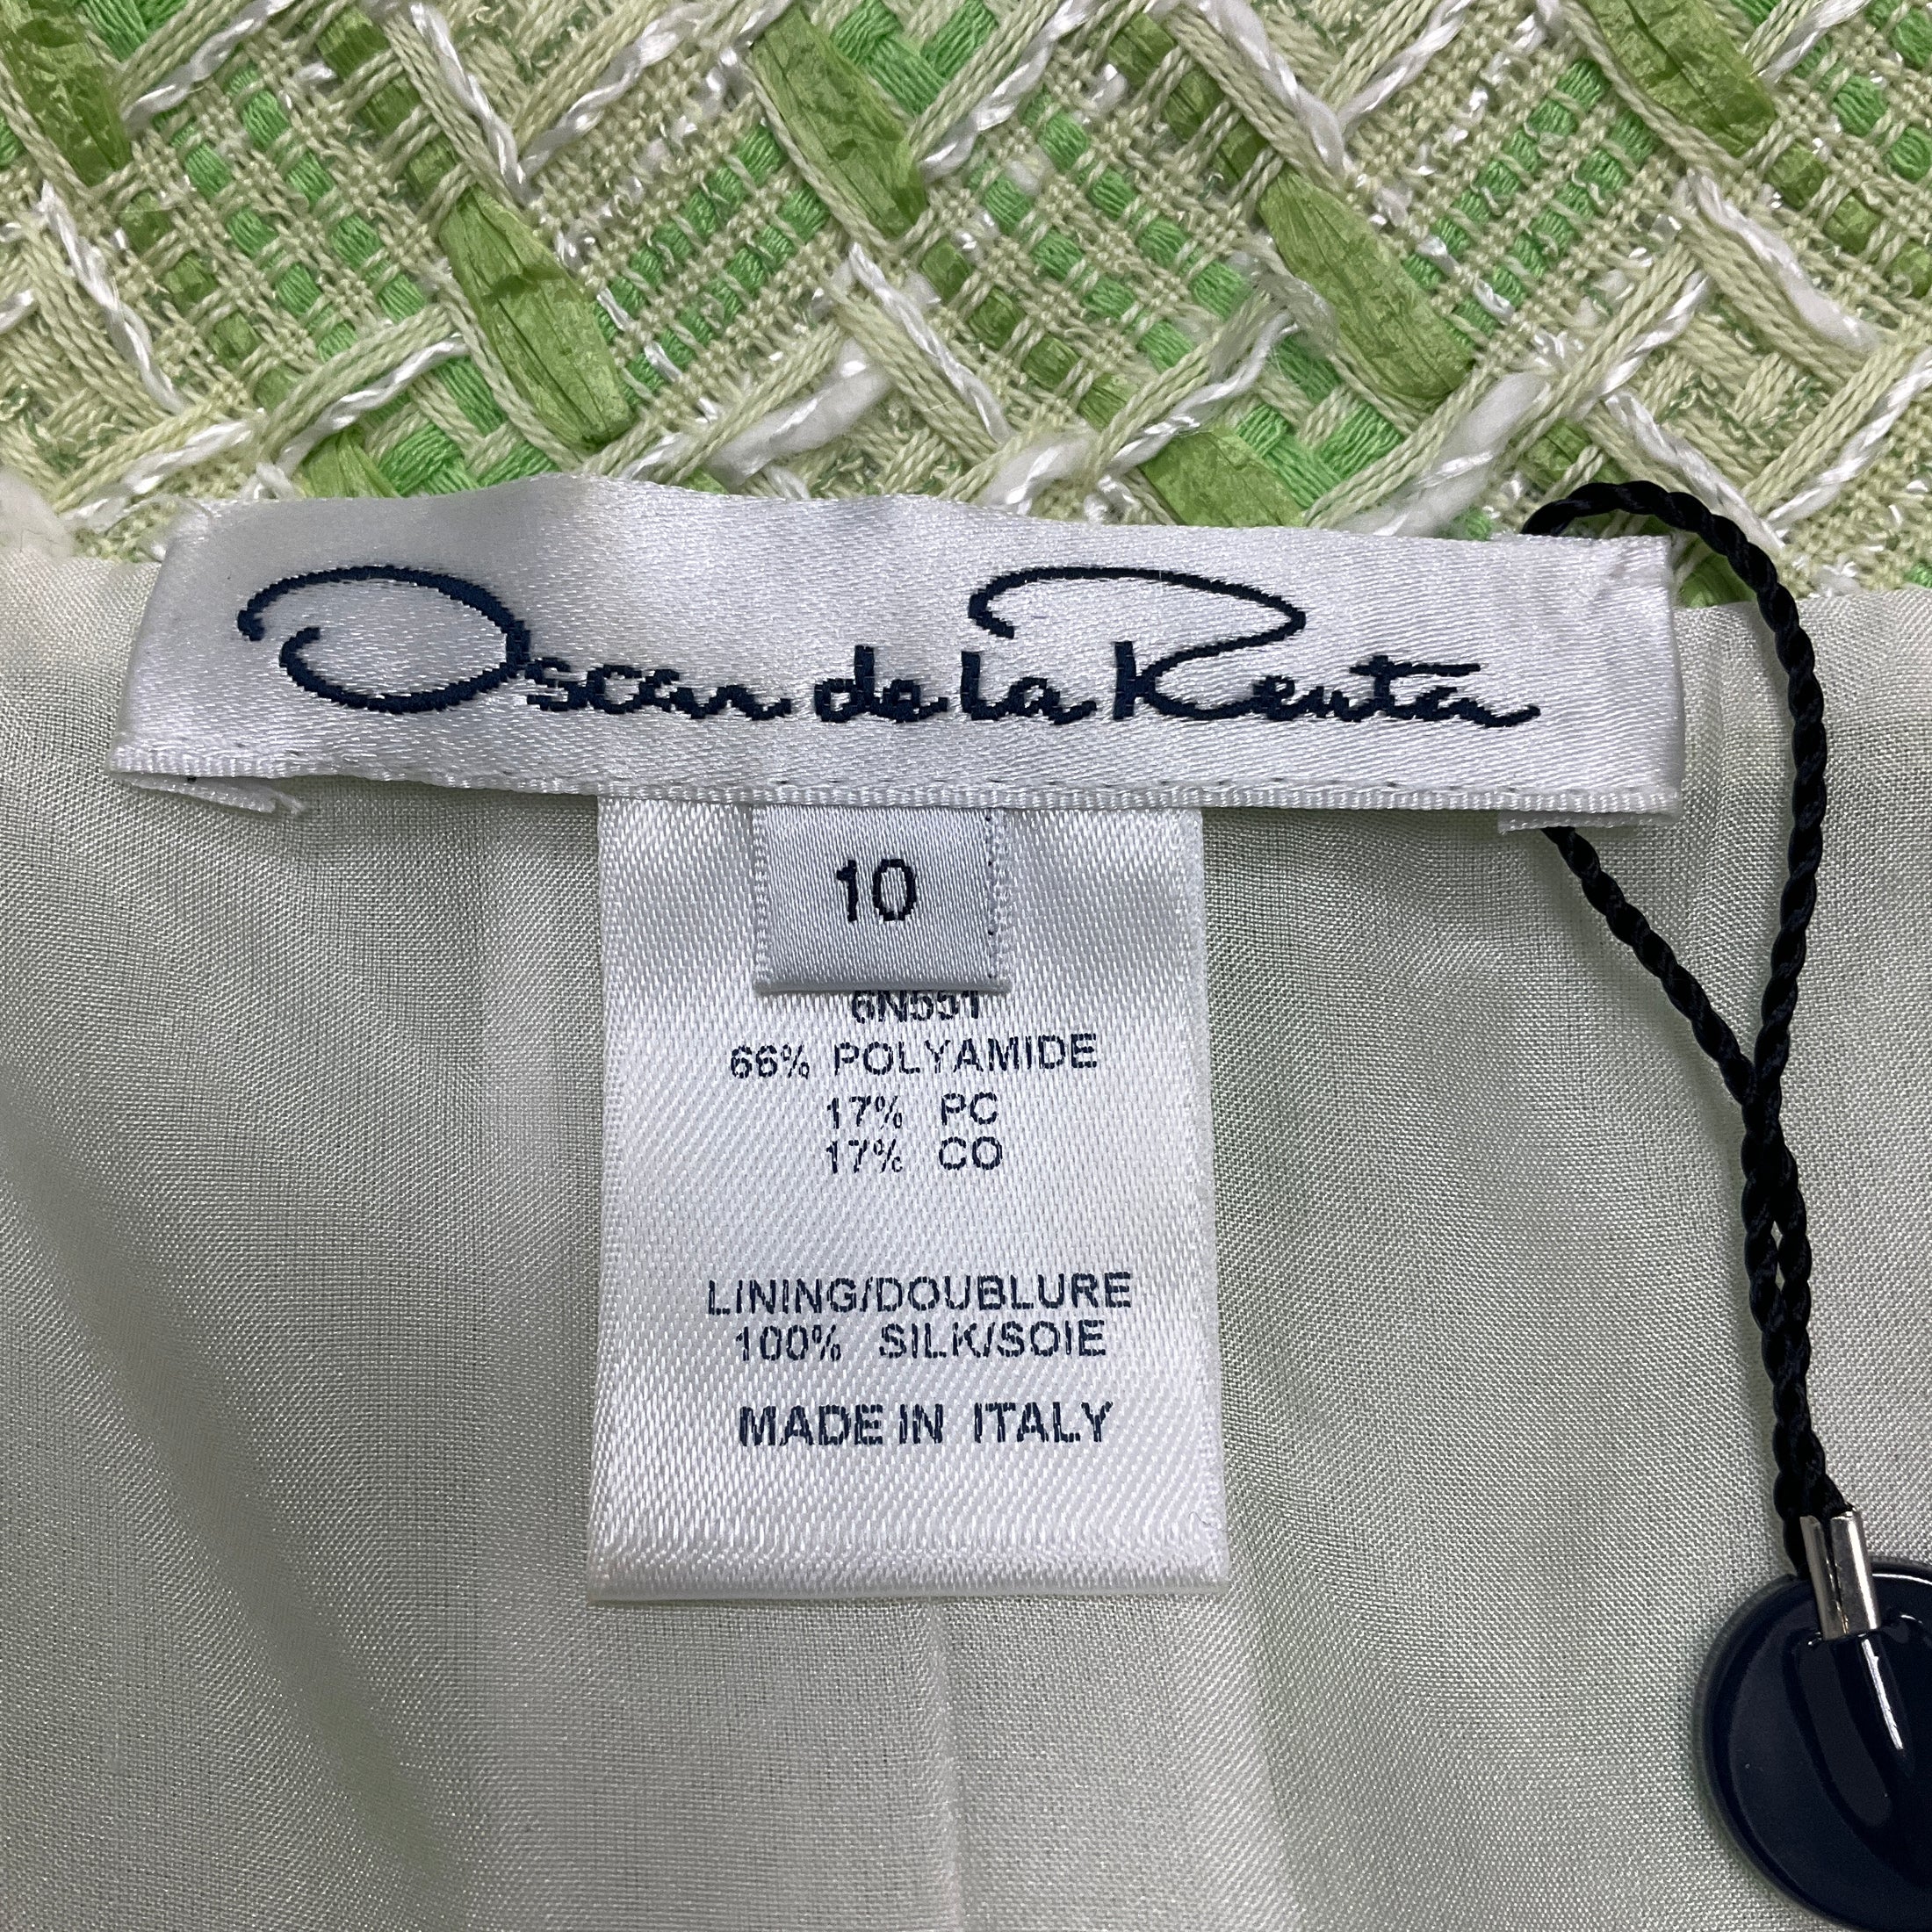 Oscar de la Renta
10
6N551
66% POLYAMIDE
17% PC
17% CO
LINING/DOUBLURE
100% SILK/SOIE
MADE IN ITALY